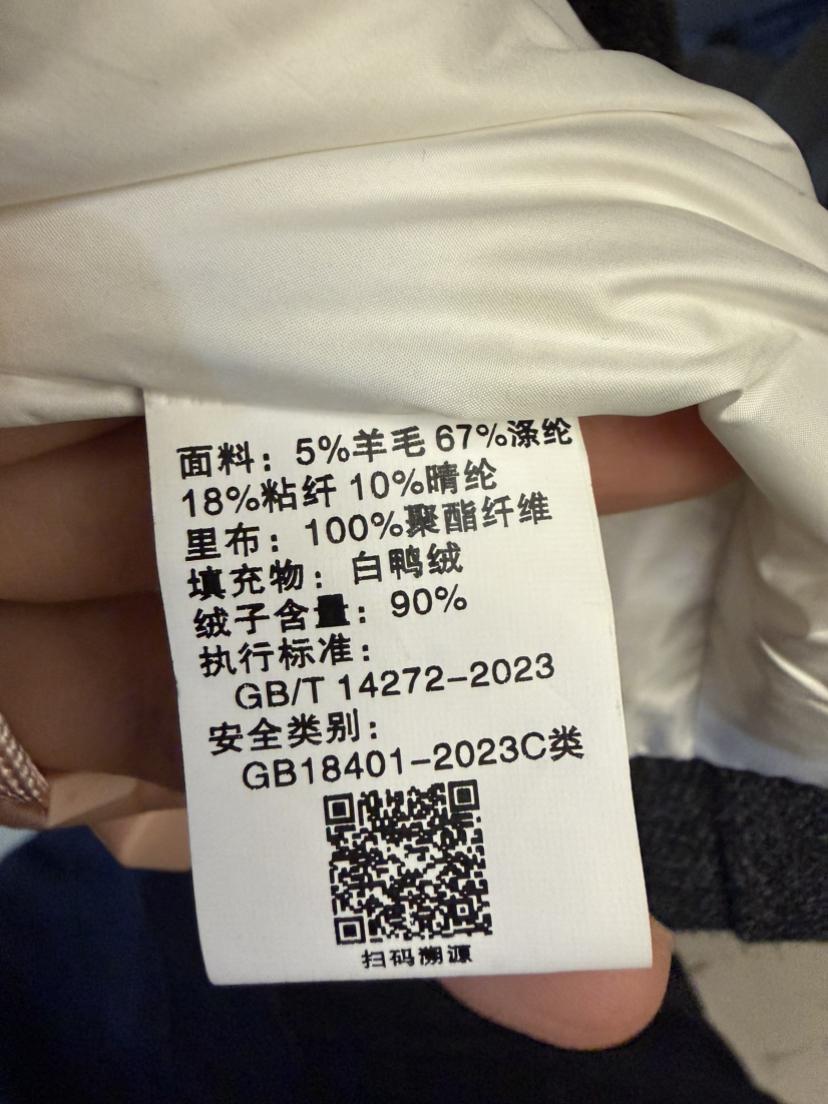 面料：5%羊毛 67%涤纶
18%粘纤 10%晴纶
里布：100%聚酯纤维
填充物：白鸭绒
绒子含量：90%
执行标准：
GB/T 14272-2023
安全类别：
GB18401-2023C类
扫码溯源